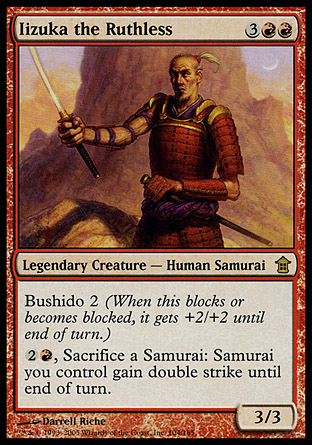 Iizuka the Ruthless 3
Legendary Creature — Human Samurai
Bushido 2 (When this blocks or
becomes blocked, it gets +2/+2 until
end of turn.)
2, Sacrifice a Samurai: Samurai
you control gain double strike until
end of turn.
Darrell Riche
3/3